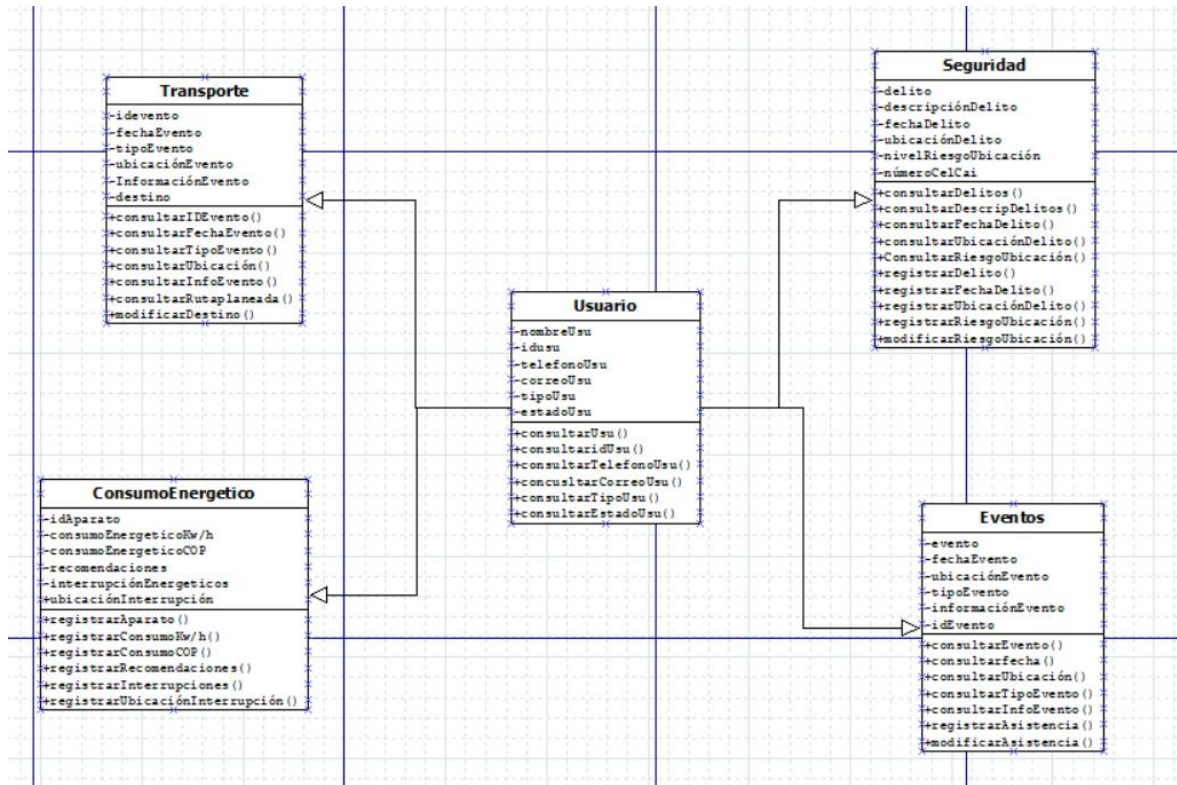 Transporte
-idevento
-fechaEvento
-tipoEvento
-ubicaciónEvento
-InformaciónEvento
-destino
+consultarIDEvento()
+consultarFechaEvento()
+consultarTipoEvento()
+consultarUbicación()
+consultarInfoEvento()
+consultarRutaplaneada()
+modificarDestino()
Seguridad
-delito
-descripciónDelito
-fechaDelito
-ubicaciónDelito
-nivelRiesgoUbicación
-númeroCelCai
+consultarDelitos()
+consultarDescripDelitos()
+consultarFechaDelito()
+consultarUbicaciónDelito()
+ConsultarRiesgoUbicación()
+registrarDelito()
+registrarFechaDelito()
+registrarUbicaciónDelito()
+registrarRiesgoUbicación()
+modificarRiesgoUbicación()
Usuario
-nombreUsu
-idusu
-telefonoUsu
-correoUsu
-tipoUsu
-estadoUsu
+consultarUsu()
+consultaridUsu()
+consultarTelefonoUsu()
+concusltarCorreoUsu()
+consultarTipoUsu()
+consultarEstadoUsu()
ConsumoEnergetico
-idAparato
-consumoEnergeticoKw/h
-consumoEnergeticoCOP
-recomendaciones
-interrupciónEnergeticos
+ubicaciónInterrupción
+registrarAparato()
+registrarConsumoKw/h()
+registrarConsumoCOP()
+registrarRecomendaciones()
+registrarInterrupciones()
+registrarUbicaciónInterrupción()
Eventos
-evento
-fechaEvento
-ubicaciónEvento
-tipoEvento
-informaciónEvento
-idEvento
+consultarEvento()
+consultarfecha()
+consultarUbicación()
+consultarTipoEvento()
+consultarInfoEvento()
+registrarAsistencia()
+modificarAsistencia()